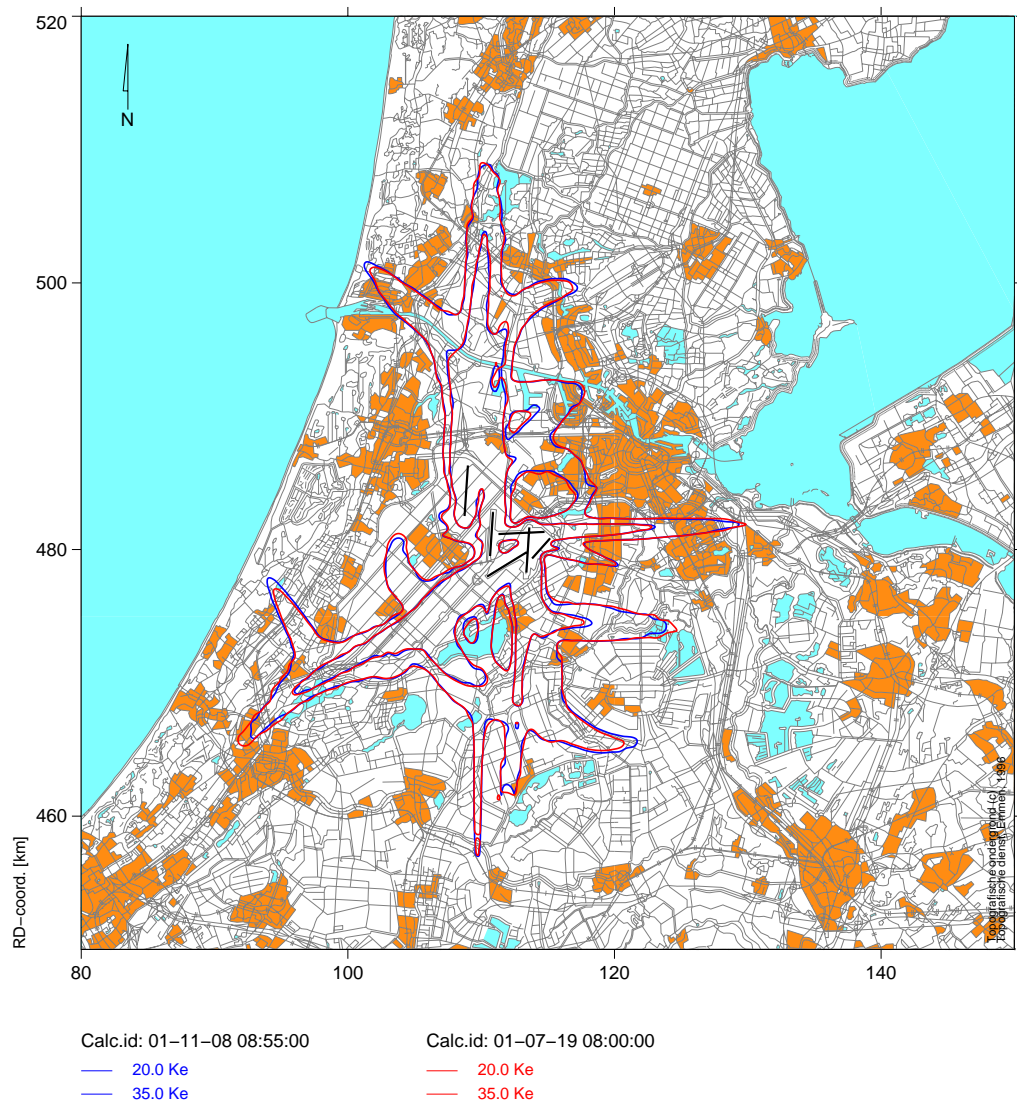 520
N
500
480
460
RD−coord. [km]
Topografische ondergrond (c)
Topografische dienst, Emmen, 1996
80
100
120
140
Calc.id: 01−11−08 08:55:00
20.0 Ke
35.0 Ke
Calc.id: 01−07−19 08:00:00
20.0 Ke
35.0 Ke